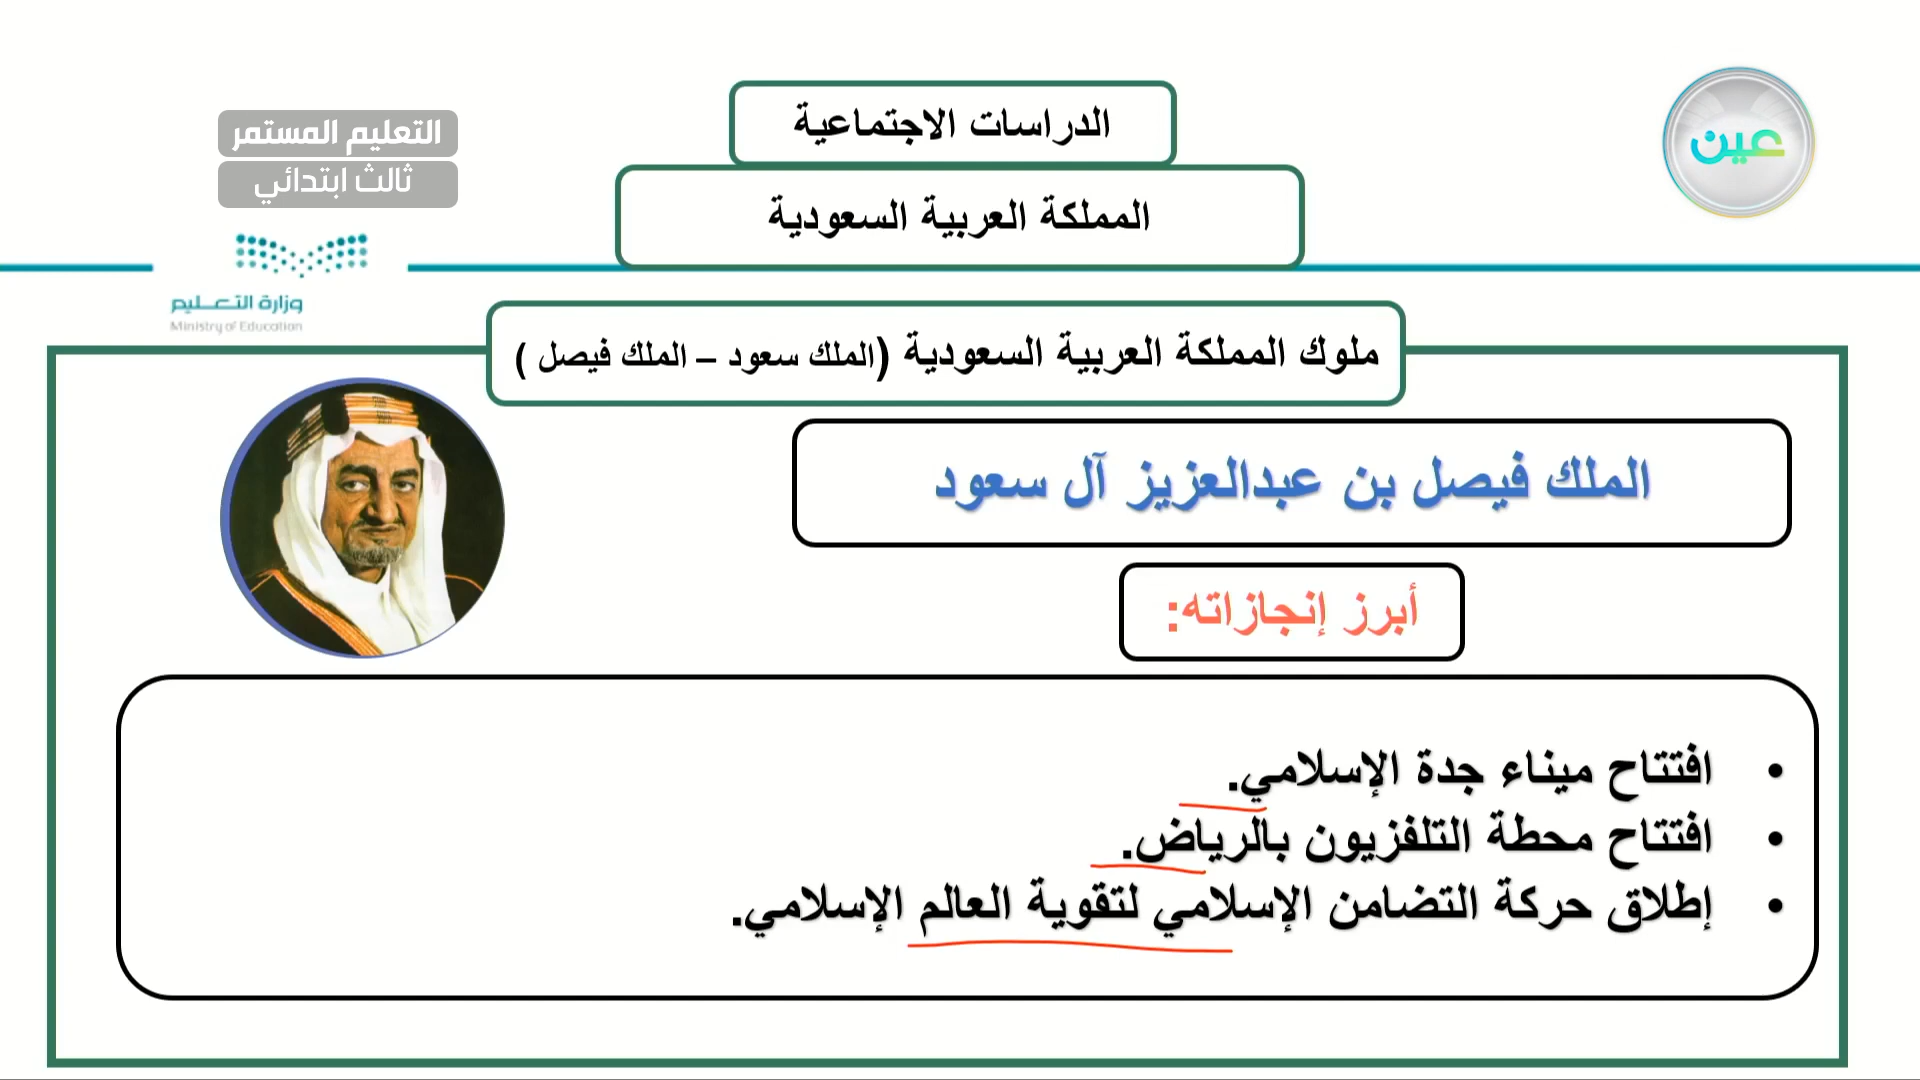 الدراسات الاجتماعية
عين
التعليم المستمر
ثالث ابتدائي
المملكة العربية السعودية
وزارة التعليم
Ministry of Education
ملوك المملكة العربية السعودية (الملك سعود – الملك فيصل )
الملك فيصل بن عبدالعزيز آل سعود
أبرز إنجازاته:
• افتتاح ميناء جدة الإسلامي.
• افتتاح محطة التلفزيون بالرياض.
• إطلاق حركة التضامن الإسلامي لتقوية العالم الإسلامي.